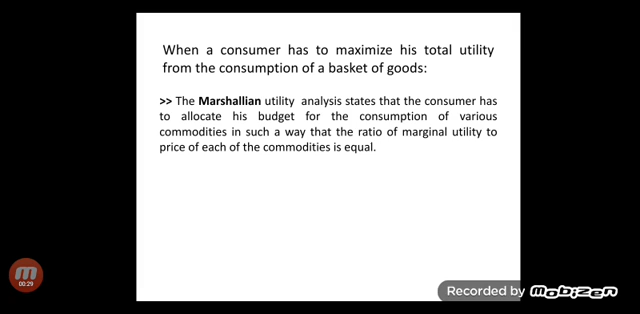 When a consumer has to maximize his total utility
from the consumption of a basket of goods:
>> The Marshallian utility analysis states that the consumer has
to allocate his budget for the consumption of various
commodities in such a way that the ratio of marginal utility to
price of each of the commodities is equal.
00:29
Recorded by mobizen